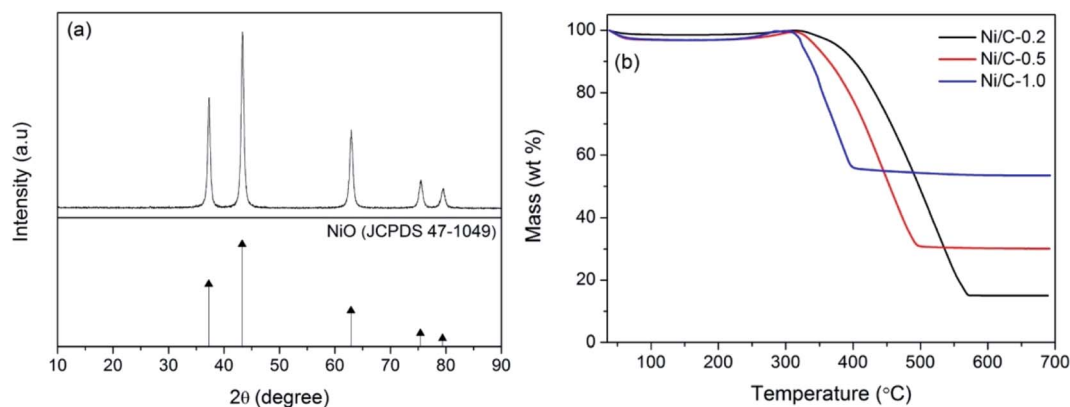 (a)
Intensity (a.u)
NiO (JCPDS 47-1049)
10 20 30 40 50 60 70 80 90
2θ (degree)
(b)
Ni/C-0.2
Ni/C-0.5
Ni/C-1.0
Mass (wt %)
100
80
60
40
20
0
100 200 300 400 500 600 700
Temperature (°C)